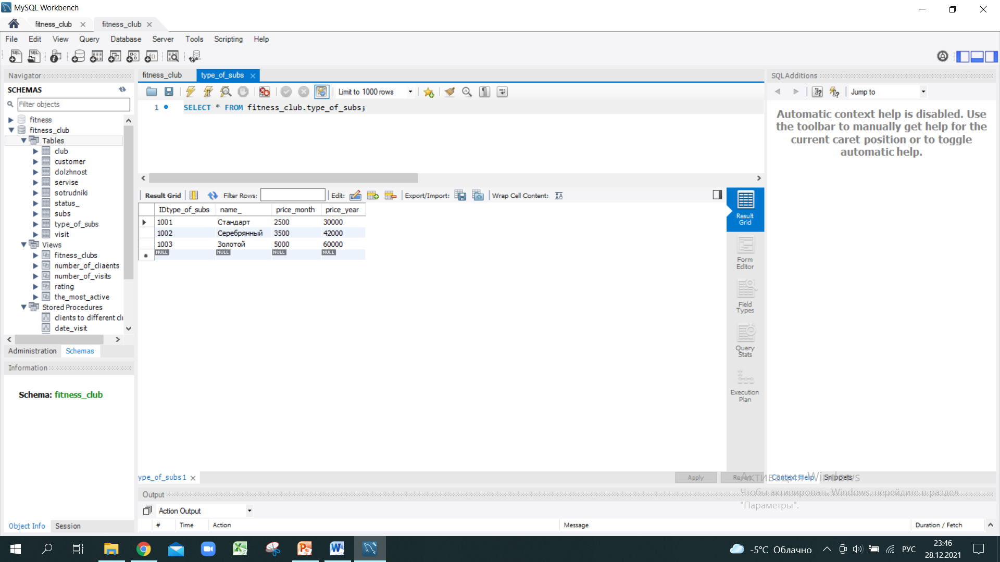 MySQL Workbench
fitness_club
fitness_club
File Edit View Query Database Server Tools Scripting Help
Navigator
SCHEMAS
Filter objects
fitness
fitness_club
Tables
club
customer
dolzhnost
servise
sotrudniki
status_
subs
type_of_subs
visit
Views
fitness_clubs
number_of_cliaents
number_of_visits
rating
the_most_active
Stored Procedures
clients to different clu
date_visit
Administration Schemas
Information
Schema: fitness_club
Object Info Session
fitness_club type_of_subs
Limit to 1000 rows
1 SELECT * FROM fitness_club.type_of_subs;
Result Grid Filter Rows: Edit: Export/Import: Wrap Cell Content:
IDtype_of_subs name_ price_month price_year
1001 Стандарт 2500 30000
1002 Серебрянный 3500 42000
1003 Золотой 5000 60000
NULL NULL NULL NULL
Result
Grid
Form
Editor
Field
Types
Query
Stats
Execution
Plan
ype_of_subs 1 Apply Revert
Output
Action Output
# Time Action Message Duration / Fetch
SQLAdditions
Jump to
Automatic context help is disabled. Use
the toolbar to manually get help for the
current caret position or to toggle
automatic help.
Context Help Snippets
Активация Windows
Чтобы активировать Windows, перейдите в раздел
"Параметры".
-5°C Облачно
РУС
23:46
28.12.2021